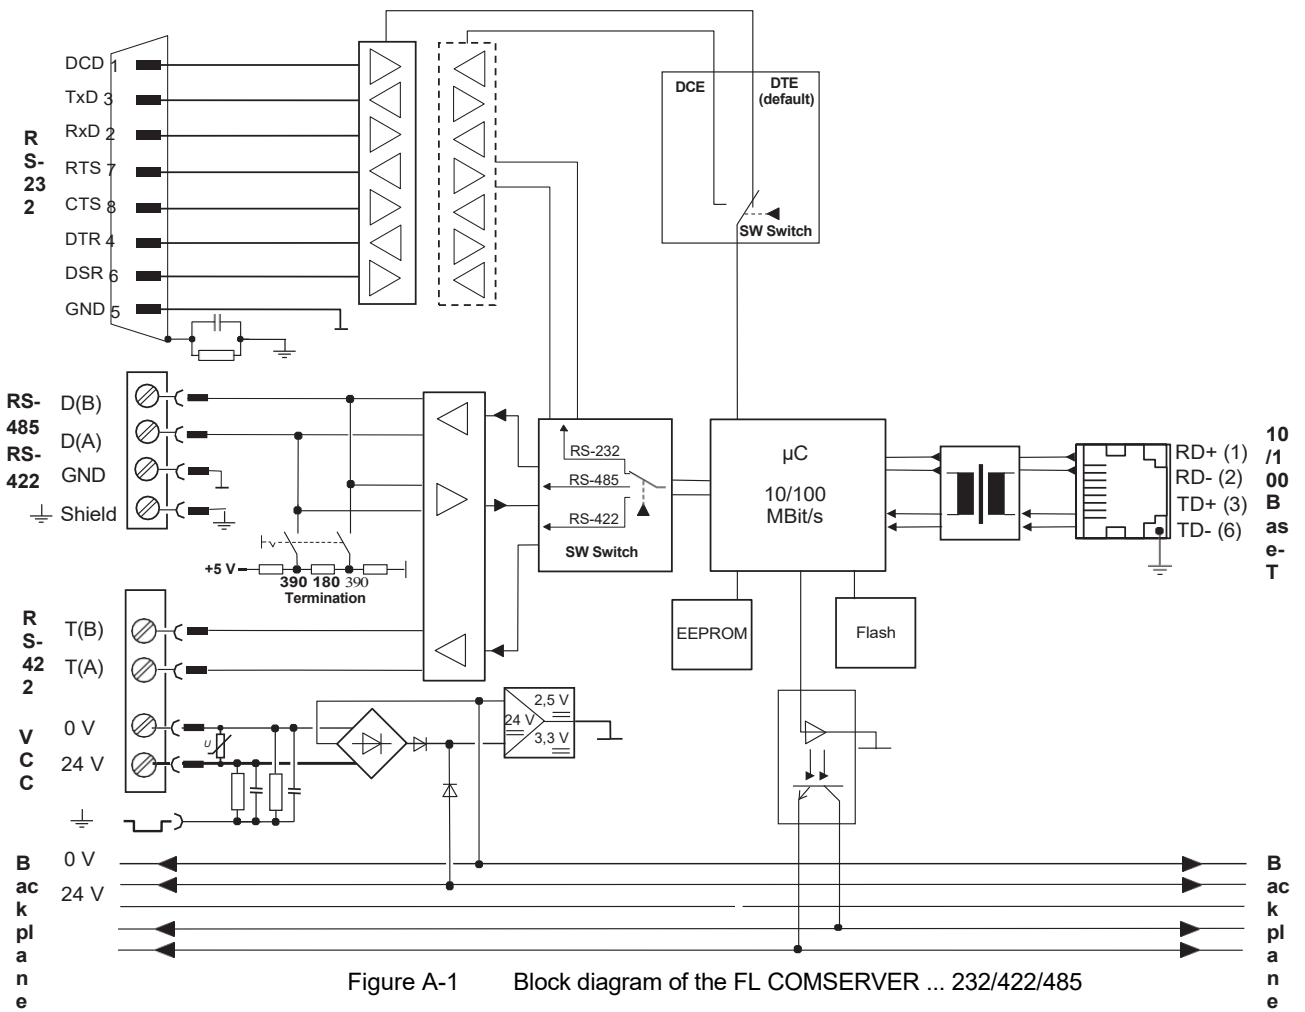 DCD 1
TxD 3
RxD 2
RTS 7
CTS 8
DTR 4
DSR 6
GND 5
R
S-
23
2
DCE
DTE
(default)
SW Switch
RS-
485
RS-
422
D(B)
D(A)
GND
Shield
+5 V
390 180 390
Termination
RS-232
RS-485
RS-422
SW Switch
µC
10/100
MBit/s
EEPROM
Flash
RD+ (1)
RD- (2)
TD+ (3)
TD- (6)
10
/1
00
B
as
e-
T
R
S-
42
2
T(B)
T(A)
V
C
C
0 V
24 V
U
2,5 V
24 V
3,3 V
B
ac
k
pl
a
n
e
0 V
24 V
B
ac
k
pl
a
n
e
Figure A-1 Block diagram of the FL COMSERVER ... 232/422/485